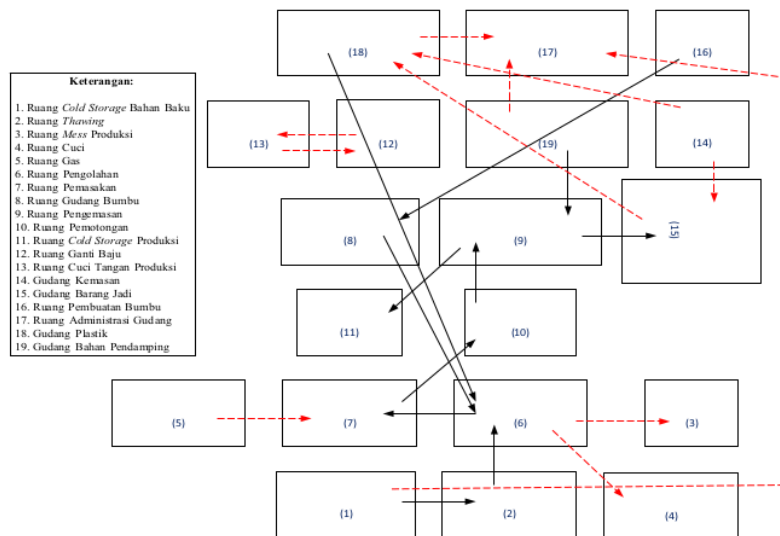 Keterangan:
1. Ruang Cold Storage Bahan Baku
2. Ruang Thawing
3. Ruang Mess Produksi
4. Ruang Cuci
5. Ruang Gas
6. Ruang Pengolahan
7. Ruang Pemasakan
8. Ruang Gudang Bumbu
9. Ruang Pengemasan
10. Ruang Pemotongan
11. Ruang Cold Storage Produksi
12. Ruang Ganti Baju
13. Ruang Cuci Tangan Produksi
14. Gudang Kemasan
15. Gudang Barang Jadi
16. Ruang Pembuatan Bumbu
17. Ruang Administrasi Gudang
18. Gudang Plastik
19. Gudang Bahan Pendamping
(18) (17) (16)
(13) (12) (19) (14)
(8) (9) (15)
(11) (10)
(5) (7) (6) (3)
(1) (2) (4)